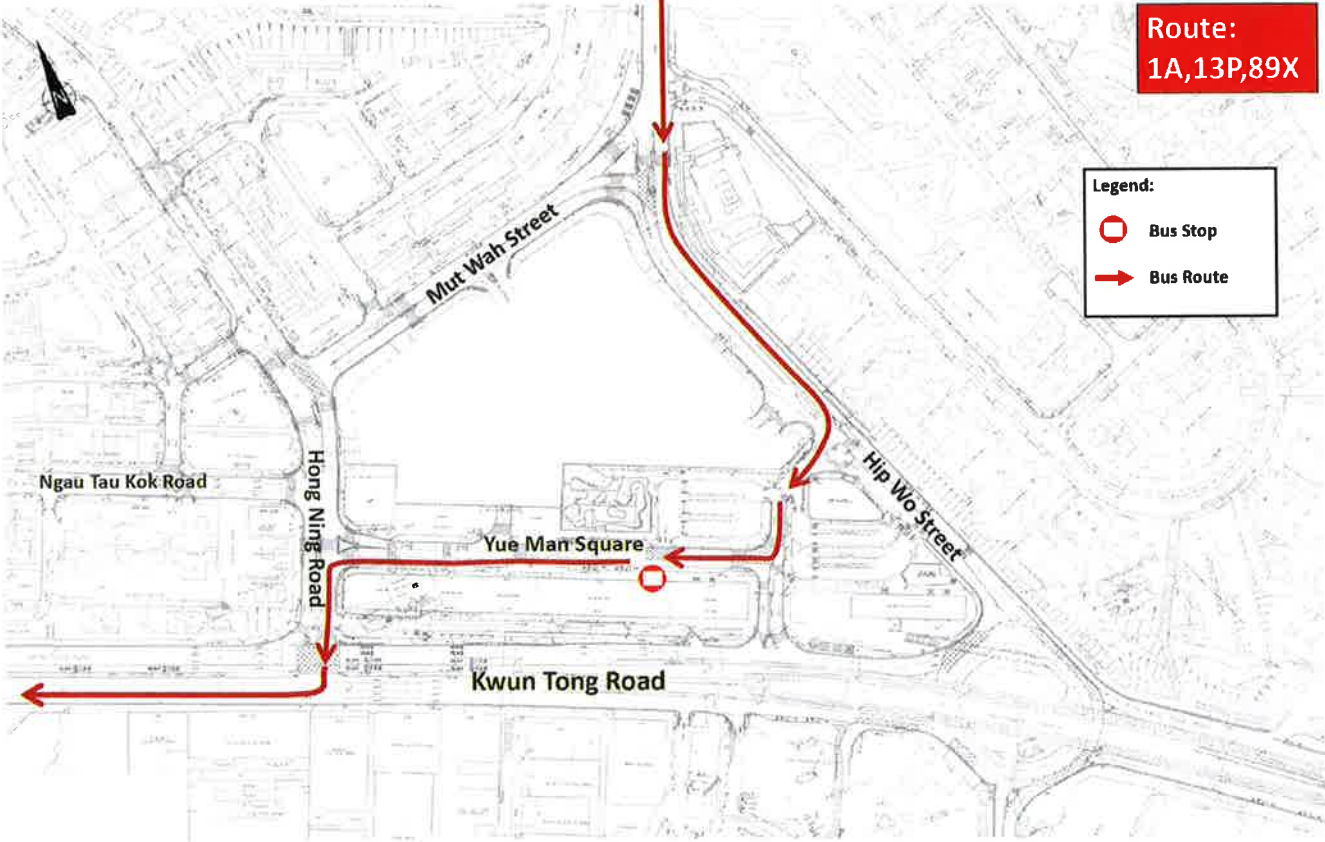 Route:
1A,13P,89X
Legend:
Bus Stop
Bus Route
Mut Wah Street
Ngau Tau Kok Road
Hong Ning Road
Hip Wo Street
Yue Man Square
Kwun Tong Road